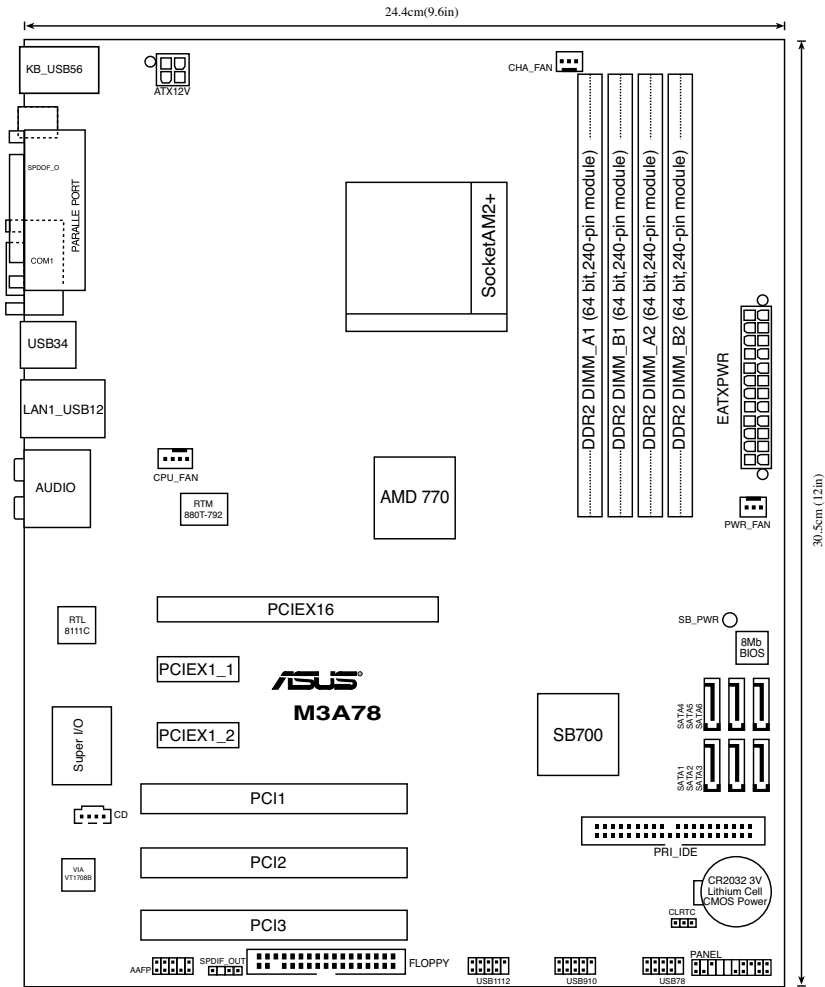 24.4cm(9.6in)
KB_USB56
ATX12V
CHA_FAN
SPDOF_O
PARALLE PORT
COM1
SocketAM2+
DDR2 DIMM_A1 (64 bit,240-pin module)
DDR2 DIMM_B1 (64 bit,240-pin module)
DDR2 DIMM_A2 (64 bit,240-pin module)
DDR2 DIMM_B2 (64 bit,240-pin module)
EATXPWR
USB34
LAN1_USB12
AUDIO
CPU_FAN
RTM
880T-792
AMD 770
PWR_FAN
30.5cm (12in)
PCIEX16
RTL
8111C
SB_PWR
8Mb
BIOS
PCIEX1_1
ASUS
M3A78
SATA4
SATA5
SATA6
Super I/O
PCIEX1_2
SB700
SATA1
SATA2
SATA3
PCI1
CD
PRI_IDE
PCI2
VIA
VT1708B
CR2032 3V
Lithium Cell
CMOS Power
CLRTC
PCI3
AAFP
SPDIF_OUT
FLOPPY
USB1112
USB910
USB78
PANEL